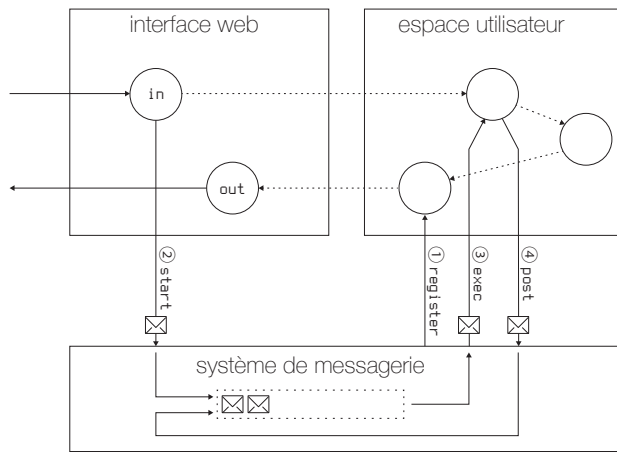 interface web
espace utilisateur
in
out
② start
① register
③ exec
④ post
système de messagerie